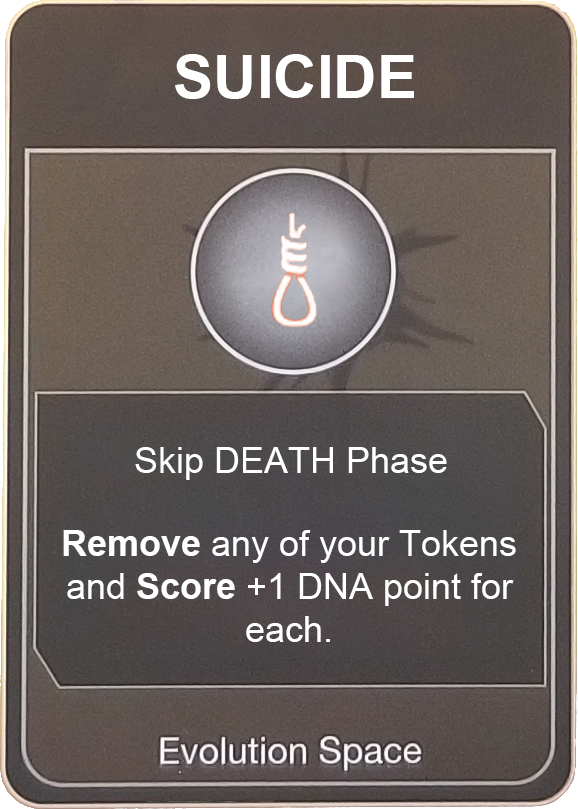 SUICIDE
Skip DEATH Phase
Remove any of your Tokens
and Score +1 DNA point for
each.
Evolution Space